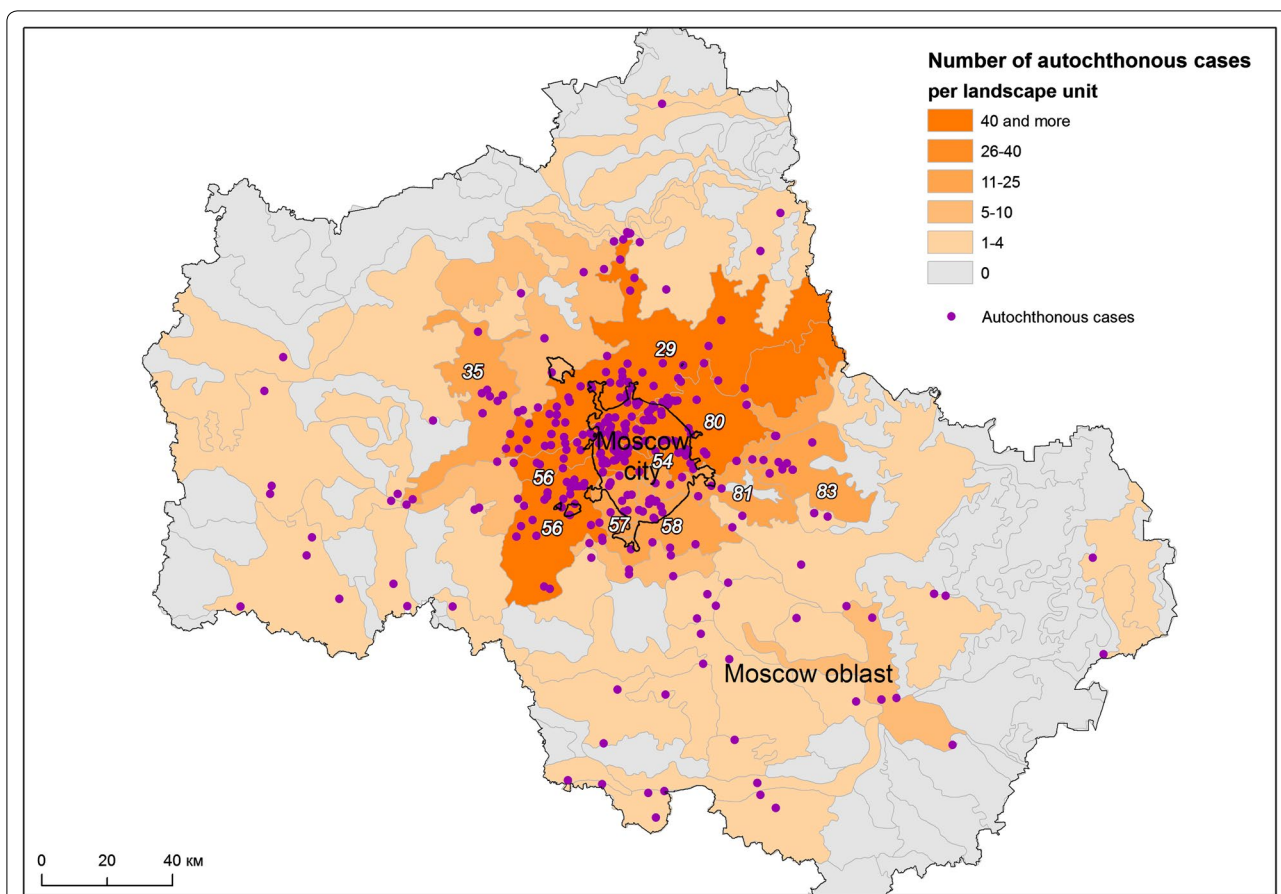 Number of autochthonous cases
per landscape unit
40 and more
26-40
11-25
5-10
1-4
0
Autochthonous cases
29
35
80
Moscow
city
54
56
81
83
56
57
58
Moscow oblast
0 20 40 км